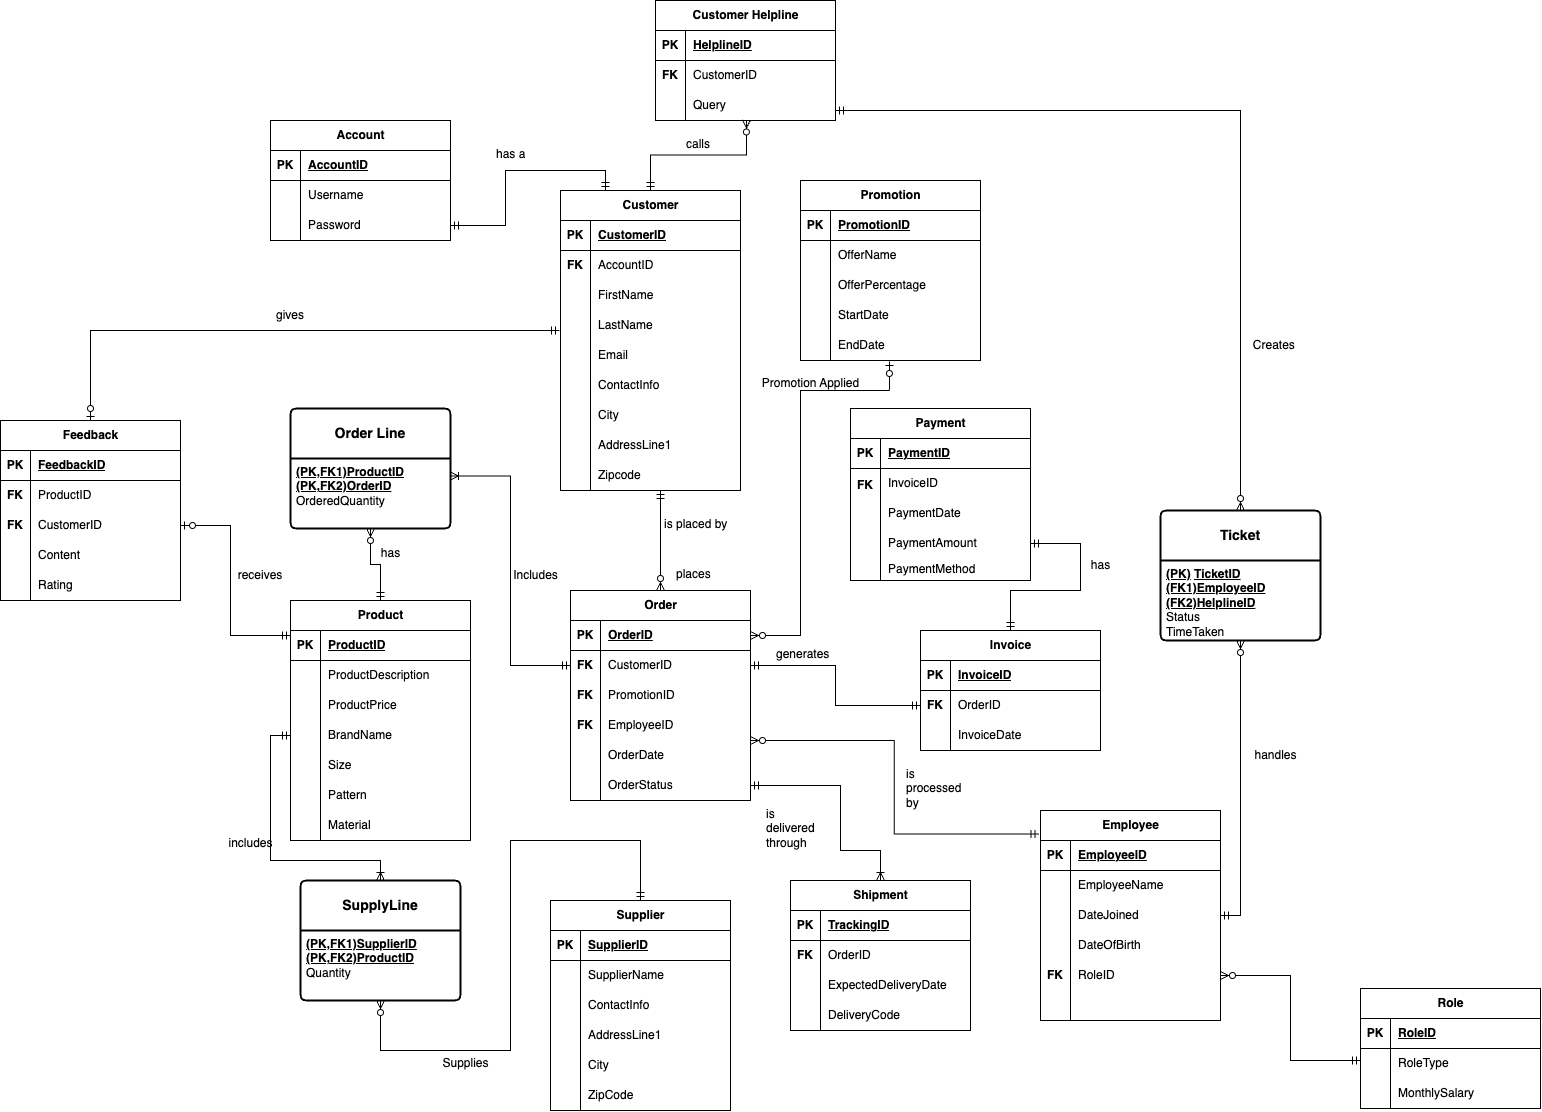 Customer Helpline
PK HelplineID
FK CustomerID
Query
Account
PK AccountID
Username
Password
has a
calls
Customer
PK CustomerID
FK AccountID
FirstName
LastName
Email
ContactInfo
City
AddressLine1
Zipcode
Promotion
PK PromotionID
OfferName
OfferPercentage
StartDate
EndDate
Promotion Applied
gives
Creates
Feedback
PK FeedbackID
FK ProductID
FK CustomerID
Content
Rating
receives
Order Line
(PK,FK1)ProductID
(PK,FK2)OrderID
OrderedQuantity
has
Includes
is placed by
places
Payment
PK PaymentID
FK InvoiceID
PaymentDate
PaymentAmount
PaymentMethod
has
Ticket
(PK) TicketID
(FK1)EmployeeID
(FK2)HelplineID
Status
TimeTaken
handles
Product
PK ProductID
ProductDescription
ProductPrice
BrandName
Size
Pattern
Material
includes
Order
PK OrderID
FK CustomerID
FK PromotionID
FK EmployeeID
OrderDate
OrderStatus
generates
Invoice
PK InvoiceID
FK OrderID
InvoiceDate
is
processed
by
is
delivered
through
Employee
PK EmployeeID
EmployeeName
DateJoined
DateOfBirth
FK RoleID
SupplyLine
(PK,FK1)SupplierID
(PK,FK2)ProductID
Quantity
Supplies
Supplier
PK SupplierID
SupplierName
ContactInfo
AddressLine1
City
ZipCode
Shipment
PK TrackingID
FK OrderID
ExpectedDeliveryDate
DeliveryCode
Role
PK RoleID
RoleType
MonthlySalary